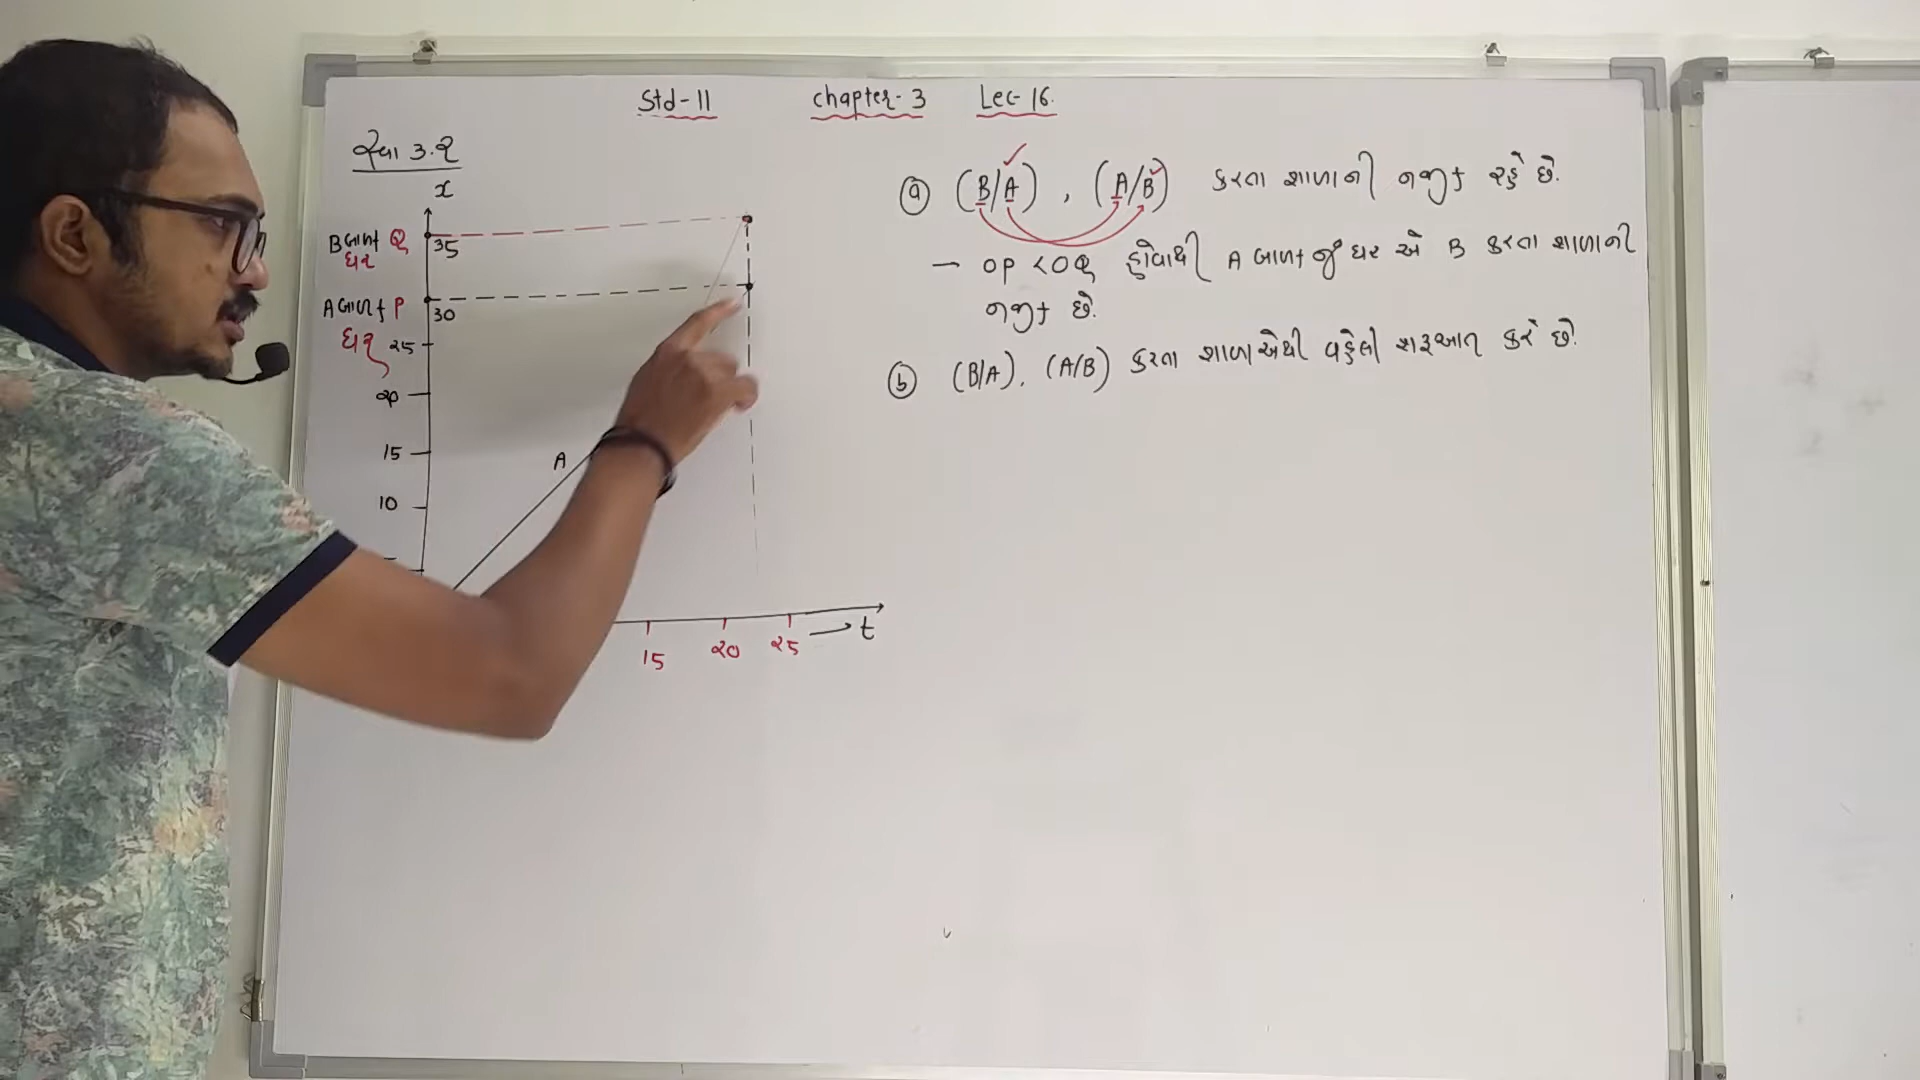 Std-11 Chapter-3 Lec-16.
સ્વા 3.2
x
B બાળક Q 35
ઘર
A બાળક P 30
ઘર 25
20
15
A
10
15 20 25 → t
ⓐ (B/A), (A/B) કરતા શાળાની નજીક રહે છે.
— OP < OQ હોવાથી A બાળકનું ઘર એ B કરતા શાળાની
નજીક છે.
ⓑ (B/A), (A/B) કરતા શાળાએથી વહેલી શરૂઆત કરે છે.